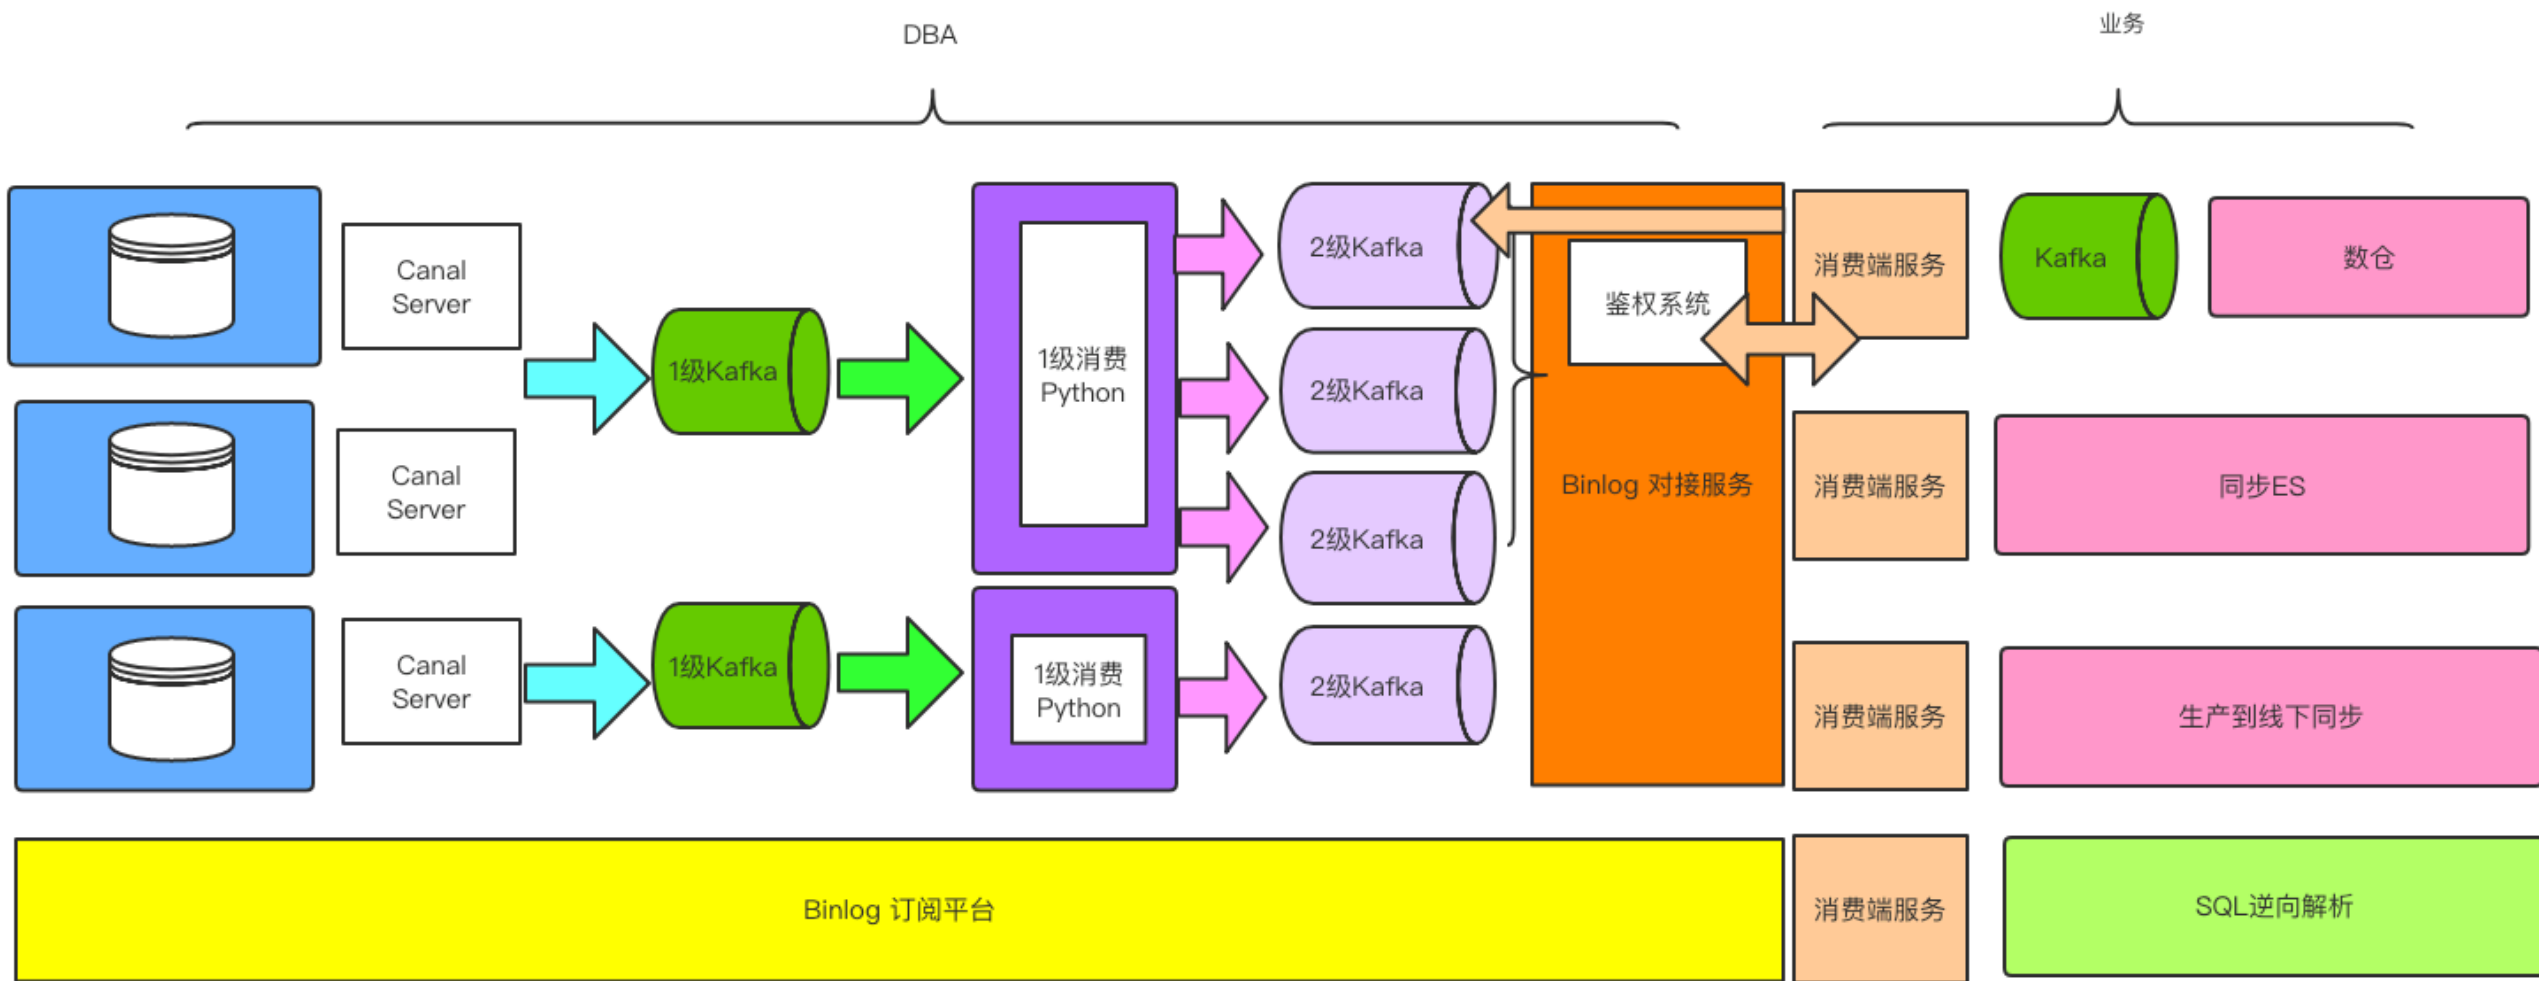 DBA
业务
Canal
Server
1级Kafka
1级消费
Python
2级Kafka
鉴权系统
消费端服务
Kafka
数仓
Canal
Server
2级Kafka
2级Kafka
Binlog 对接服务
消费端服务
同步ES
Canal
Server
1级Kafka
1级消费
Python
2级Kafka
消费端服务
生产到线下同步
Binlog 订阅平台
消费端服务
SQL逆向解析